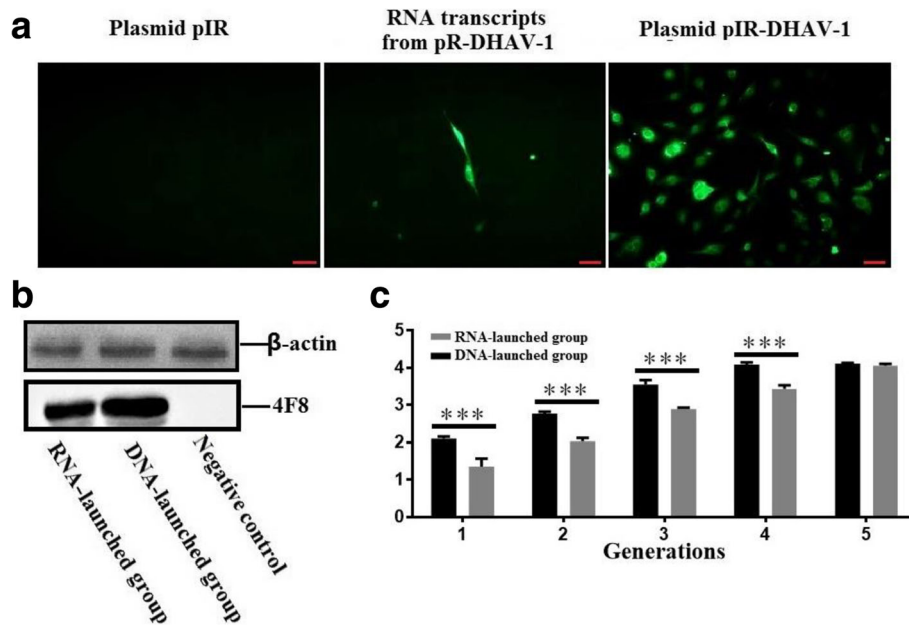 a
Plasmid pIR
RNA transcripts
from pR-DHAV-1
Plasmid pIR-DHAV-1
b
β-actin
4F8
RNA-launched group
DNA-launched group
Negative control
c
RNA-launched group
DNA-launched group
5
4
3
2
1
0
***
***
***
***
1 2 3 4 5
Generations